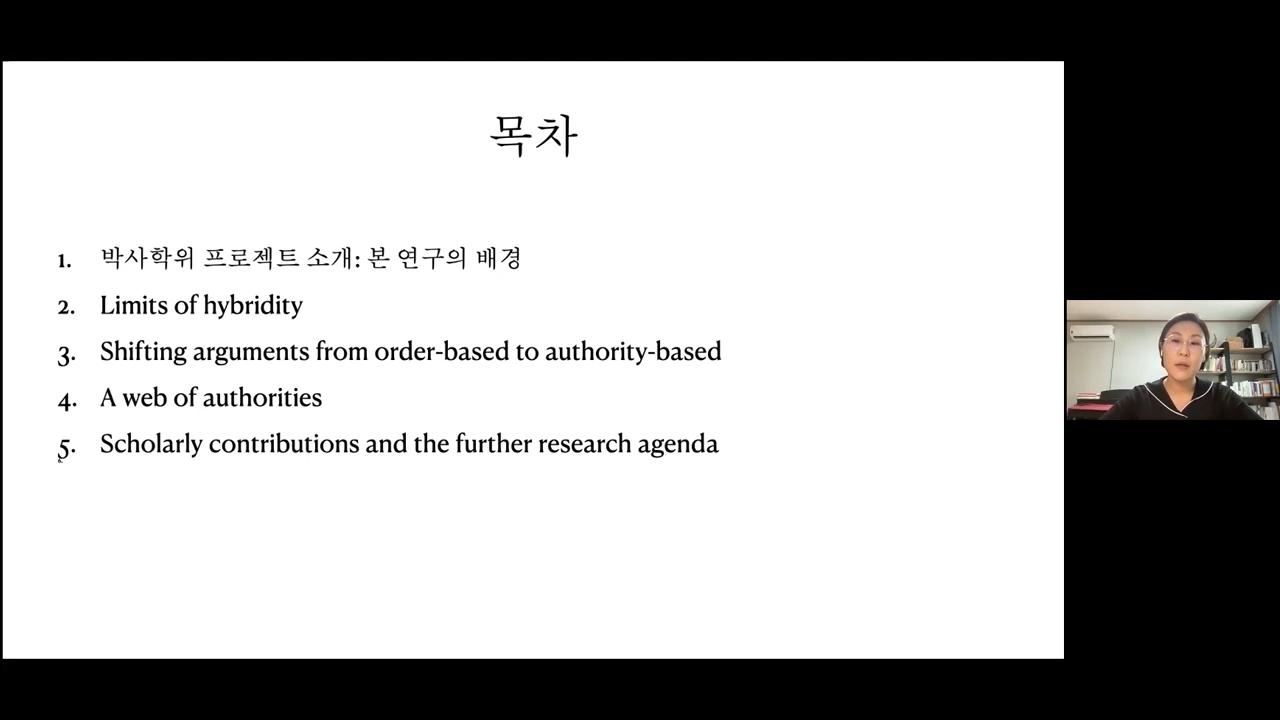 목차
1. 박사학위 프로젝트 소개: 본 연구의 배경
2. Limits of hybridity
3. Shifting arguments from order-based to authority-based
4. A web of authorities
5. Scholarly contributions and the further research agenda